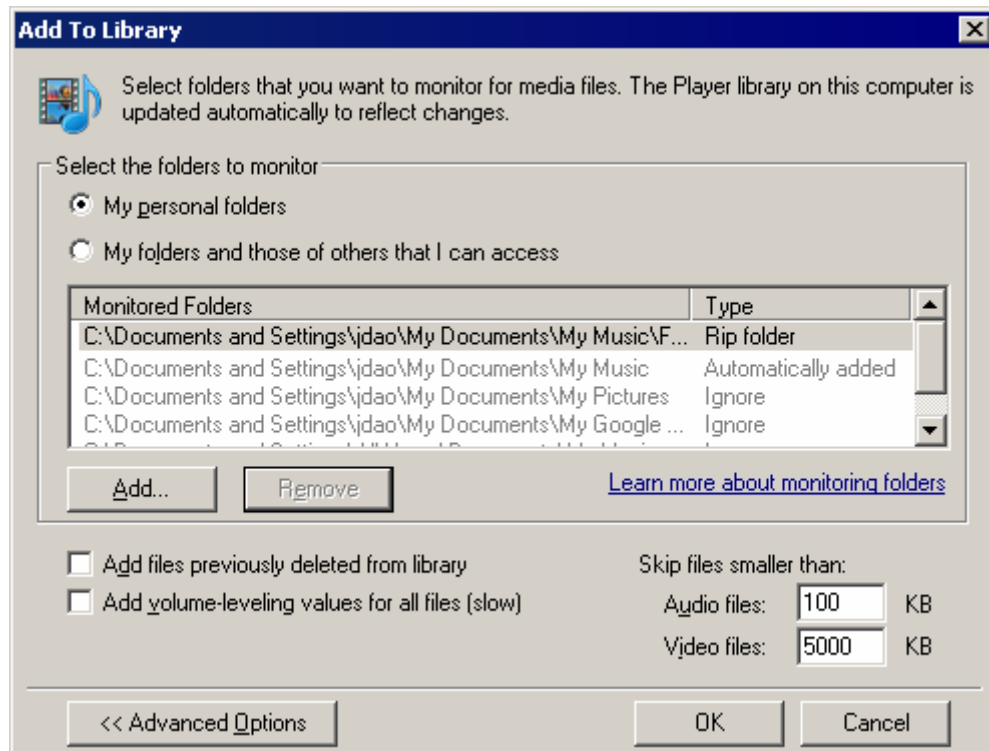 Add To Library
Select folders that you want to monitor for media files. The Player library on this computer is
updated automatically to reflect changes.
Select the folders to monitor
My personal folders
My folders and those of others that I can access
Monitored Folders Type
C:\Documents and Settings\jdao\My Documents\My Music\F... Rip folder
C:\Documents and Settings\jdao\My Documents\My Music Automatically added
C:\Documents and Settings\jdao\My Documents\My Pictures Ignore
C:\Documents and Settings\jdao\My Documents\My Google ... Ignore
Add... Remove Learn more about monitoring folders
Add files previously deleted from library Skip files smaller than:
Add volume-leveling values for all files (slow) Audio files: 100 KB
Video files: 5000 KB
<< Advanced Options OK Cancel